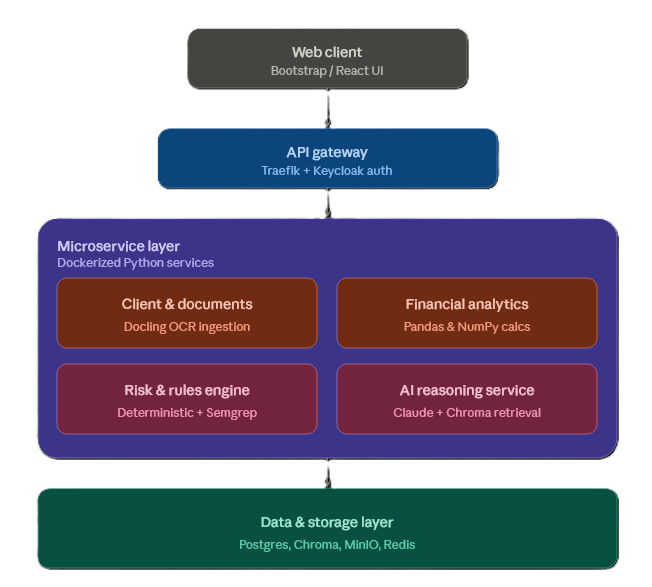 Web client
Bootstrap / React UI
API gateway
Traefik + Keycloak auth
Microservice layer
Dockerized Python services
Client & documents
Docling OCR ingestion
Financial analytics
Pandas & NumPy calcs
Risk & rules engine
Deterministic + Semgrep
AI reasoning service
Claude + Chroma retrieval
Data & storage layer
Postgres, Chroma, MinIO, Redis